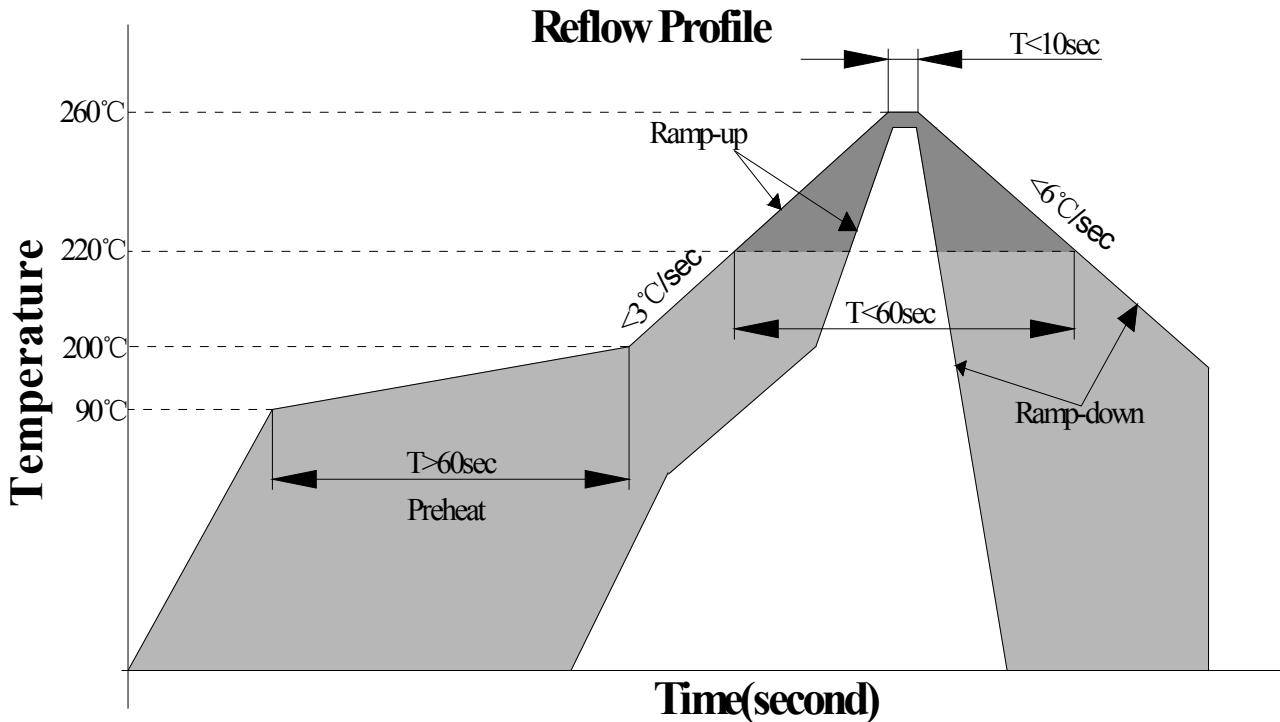 Reflow Profile
T<10sec
260℃
Ramp-up
<6℃/sec
220℃
<3℃/sec
T<60sec
200℃
90℃
Ramp-down
T>60sec
Preheat
Temperature
Time(second)